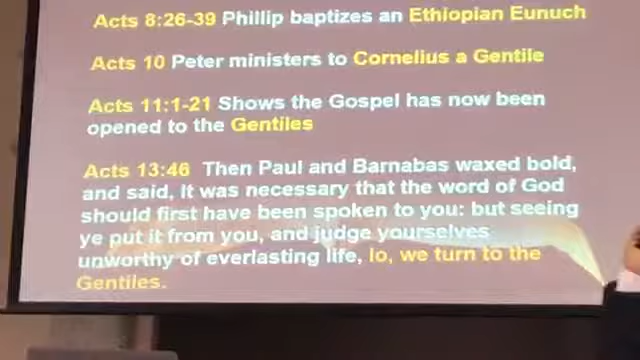 Acts 8:26-39 Phillip baptizes an Ethiopian Eunuch
Acts 10 Peter ministers to Cornelius a Gentile
Acts 11:1-21 Shows the Gospel has now been
opened to the Gentiles
Acts 13:46 Then Paul and Barnabas waxed bold,
and said, It was necessary that the word of God
should first have been spoken to you: but seeing
ye put it from you, and judge yourselves
unworthy of everlasting life, lo, we turn to the
Gentiles.